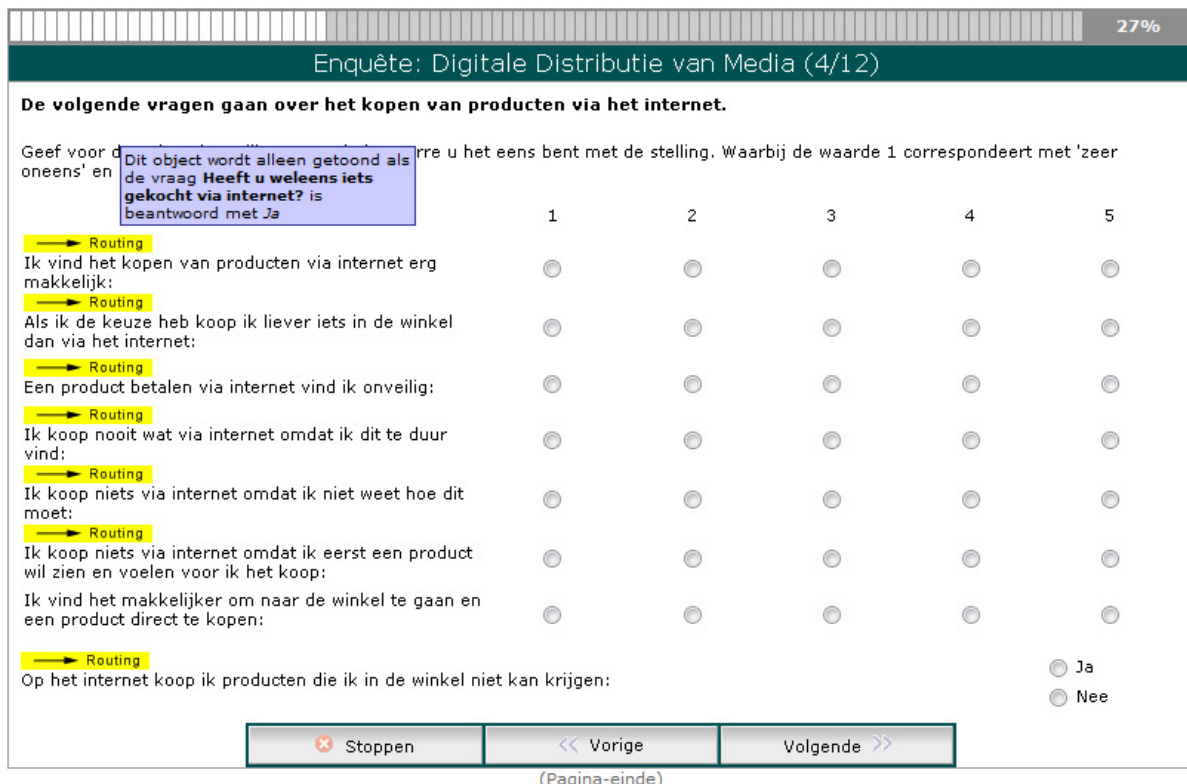 27%
Enquête: Digitale Distributie van Media (4/12)
De volgende vragen gaan over het kopen van producten via het internet.
Geef voor rre u het eens bent met de stelling. Waarbij de waarde 1 correspondeert met 'zeer
oneens' en
Dit object wordt alleen getoond als
de vraag Heeft u weleens iets
gekocht via internet? is
beantwoord met Ja
1 2 3 4 5
Routing
Ik vind het kopen van producten via internet erg
makkelijk:
Routing
Als ik de keuze heb koop ik liever iets in de winkel
dan via het internet:
Routing
Een product betalen via internet vind ik onveilig:
Routing
Ik koop nooit wat via internet omdat ik dit te duur
vind:
Routing
Ik koop niets via internet omdat ik niet weet hoe dit
moet:
Routing
Ik koop niets via internet omdat ik eerst een product
wil zien en voelen voor ik het koop:
Ik vind het makkelijker om naar de winkel te gaan en
een product direct te kopen:
Routing
Op het internet koop ik producten die ik in de winkel niet kan krijgen:
Ja
Nee
Stoppen << Vorige Volgende >>
(Pagina-einde)